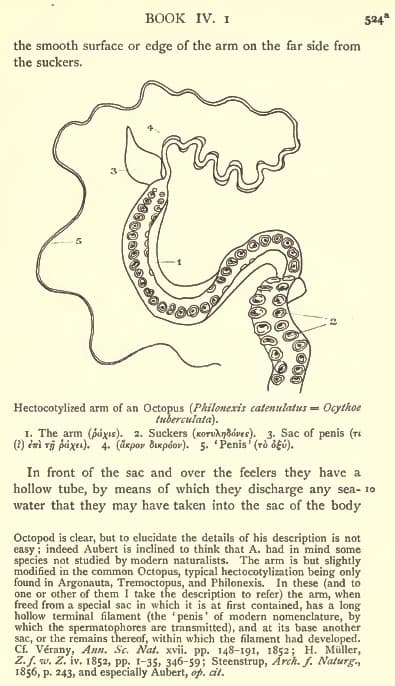 BOOK IV. 1 524ª
the smooth surface or edge of the arm on the far side from
the suckers.
4
3
5
1
2
Hectocotylized arm of an Octopus (Philonexis catenulatus = Ocythoe
tuberculata).
1. The arm (ῥάχις). 2. Suckers (κοτυληδόνες). 3. Sac of penis (τι
(?) ἐπὶ τῇ ῥάχει). 4. (ἄκρον δικρόον). 5. 'Penis' (τὸ ὀξύ).
In front of the sac and over the feelers they have a
hollow tube, by means of which they discharge any sea- 10
water that they may have taken into the sac of the body
Octopod is clear, but to elucidate the details of his description is not
easy; indeed Aubert is inclined to think that A. had in mind some
species not studied by modern naturalists. The arm is but slightly
modified in the common Octopus, typical hectocotylization being only
found in Argonauta, Tremoctopus, and Philonexis. In these (and to
one or other of them I take the description to refer) the arm, when
freed from a special sac in which it is at first contained, has a long
hollow terminal filament (the 'penis' of modern nomenclature, by
which the spermatophores are transmitted), and at its base another
sac, or the remains thereof, within which the filament had developed.
Cf. Vérany, Ann. Sc. Nat. xvii. pp. 148-191, 1852; H. Müller,
Z. f. w. Z. iv. 1852, pp. 1-35, 346-59; Steenstrup, Arch. f. Naturg.,
1856, p. 243, and especially Aubert, op. cit.